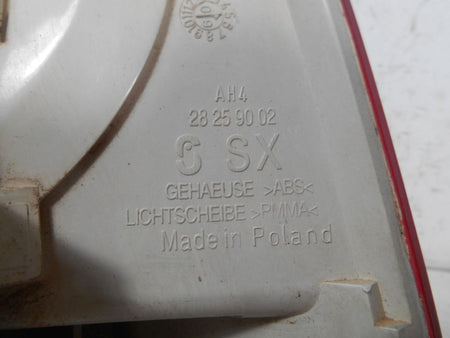 AH4
28 25 90 02
SX
GEHAEUSE >ABS<
LICHTSCHEIBE >PMMA<
Made in Poland